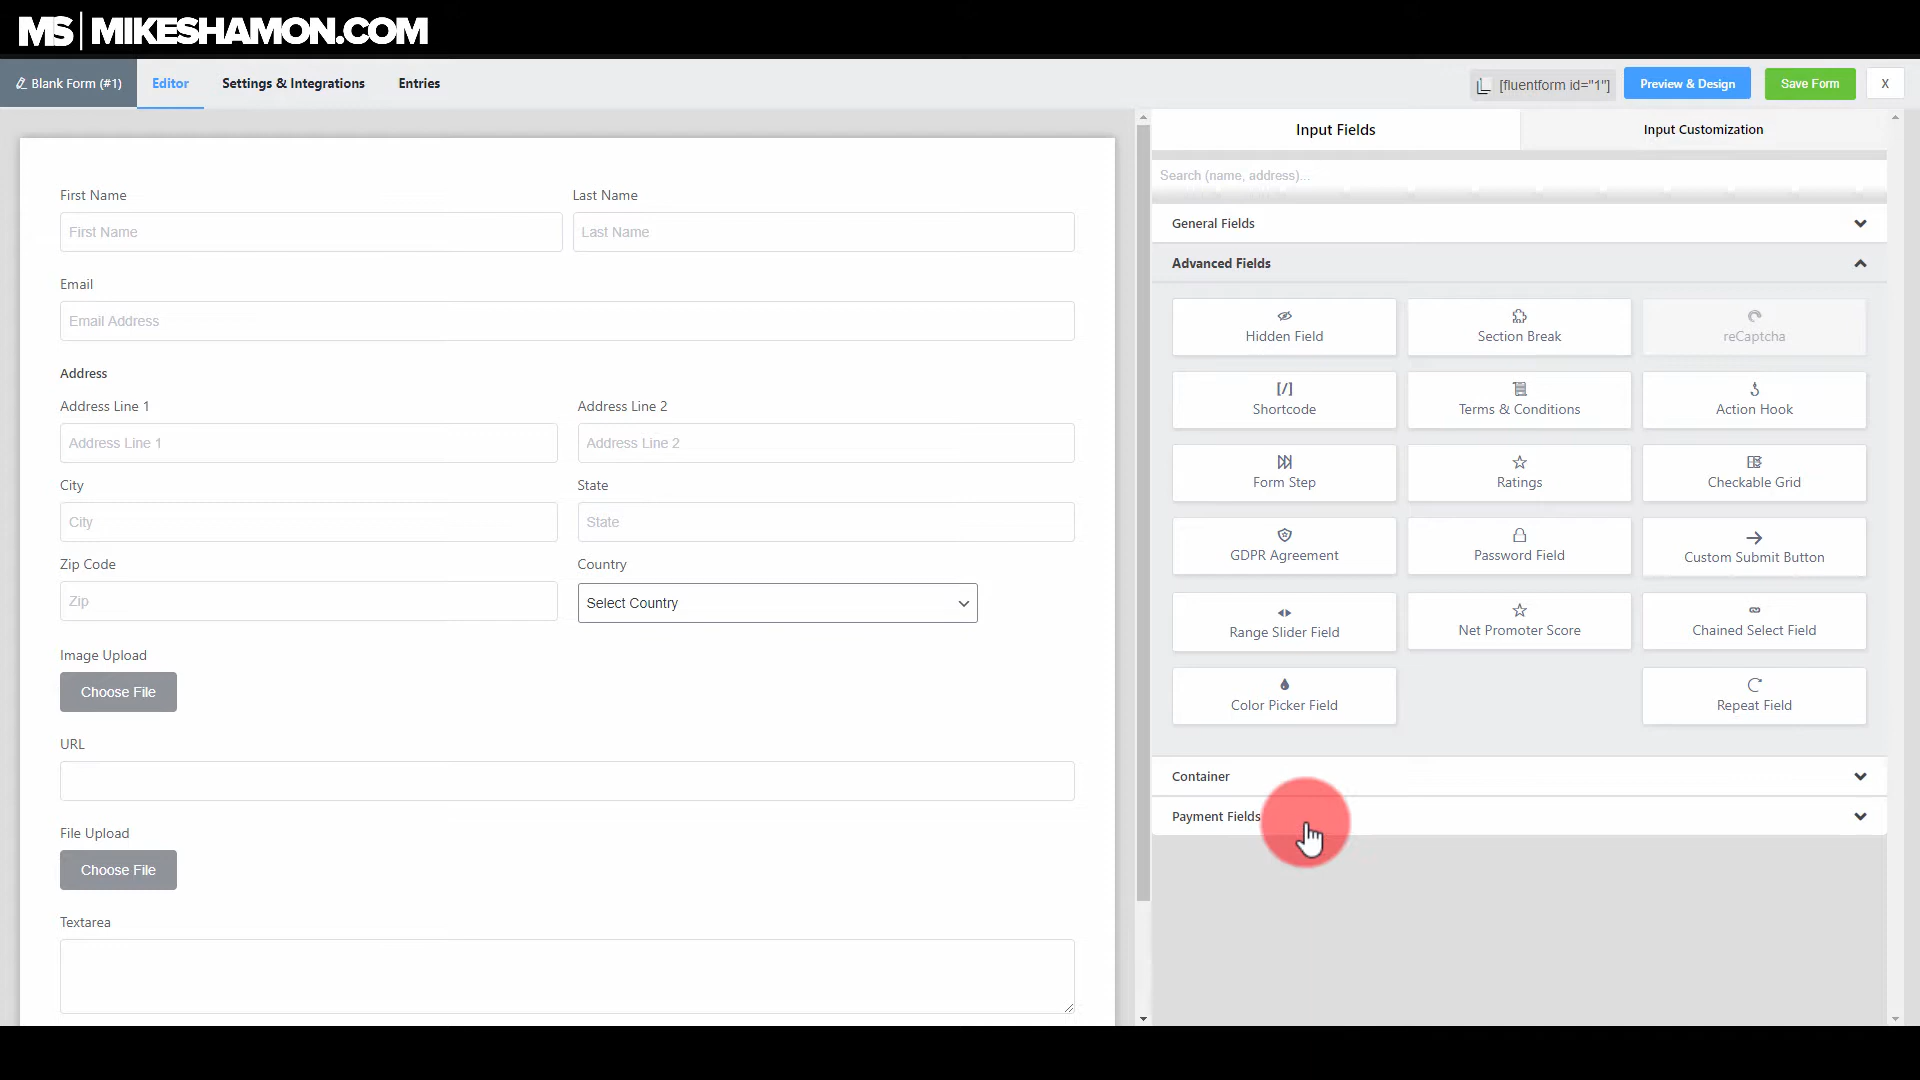 MS | MIKESHAMON.COM
Blank Form (#1)
Editor
Settings & Integrations
Entries
[fluentform id="1"]
Preview & Design
Save Form
X
First Name
Last Name
First Name
Last Name
Email
Email Address
Address
Address Line 1
Address Line 2
Address Line 1
Address Line 2
City
State
City
State
Zip Code
Country
Zip
Select Country
Image Upload
Choose File
URL
File Upload
Choose File
Textarea
Input Fields
Input Customization
Search (name, address)...
General Fields
Advanced Fields
Hidden Field
Section Break
reCaptcha
[/]
Shortcode
Terms & Conditions
Action Hook
Form Step
Ratings
Checkable Grid
GDPR Agreement
Password Field
Custom Submit Button
Range Slider Field
Net Promoter Score
Chained Select Field
Color Picker Field
Repeat Field
Container
Payment Fields